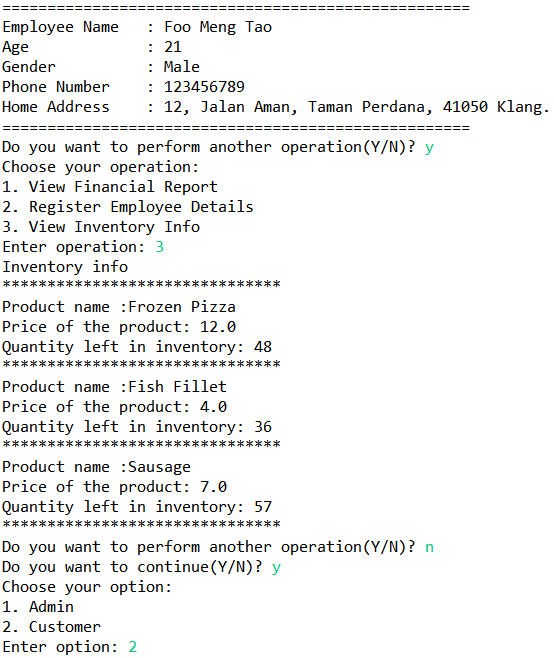 ====================================================
Employee Name   : Foo Meng Tao
Age             : 21
Gender          : Male
Phone Number    : 123456789
Home Address    : 12, Jalan Aman, Taman Perdana, 41050 Klang.
====================================================
Do you want to perform another operation(Y/N)? y
Choose your operation:
1. View Financial Report
2. Register Employee Details
3. View Inventory Info
Enter operation: 3
Inventory info
*******************************
Product name :Frozen Pizza
Price of the product: 12.0
Quantity left in inventory: 48
*******************************
Product name :Fish Fillet
Price of the product: 4.0
Quantity left in inventory: 36
*******************************
Product name :Sausage
Price of the product: 7.0
Quantity left in inventory: 57
*******************************
Do you want to perform another operation(Y/N)? n
Do you want to continue(Y/N)? y
Choose your option:
1. Admin
2. Customer
Enter option: 2